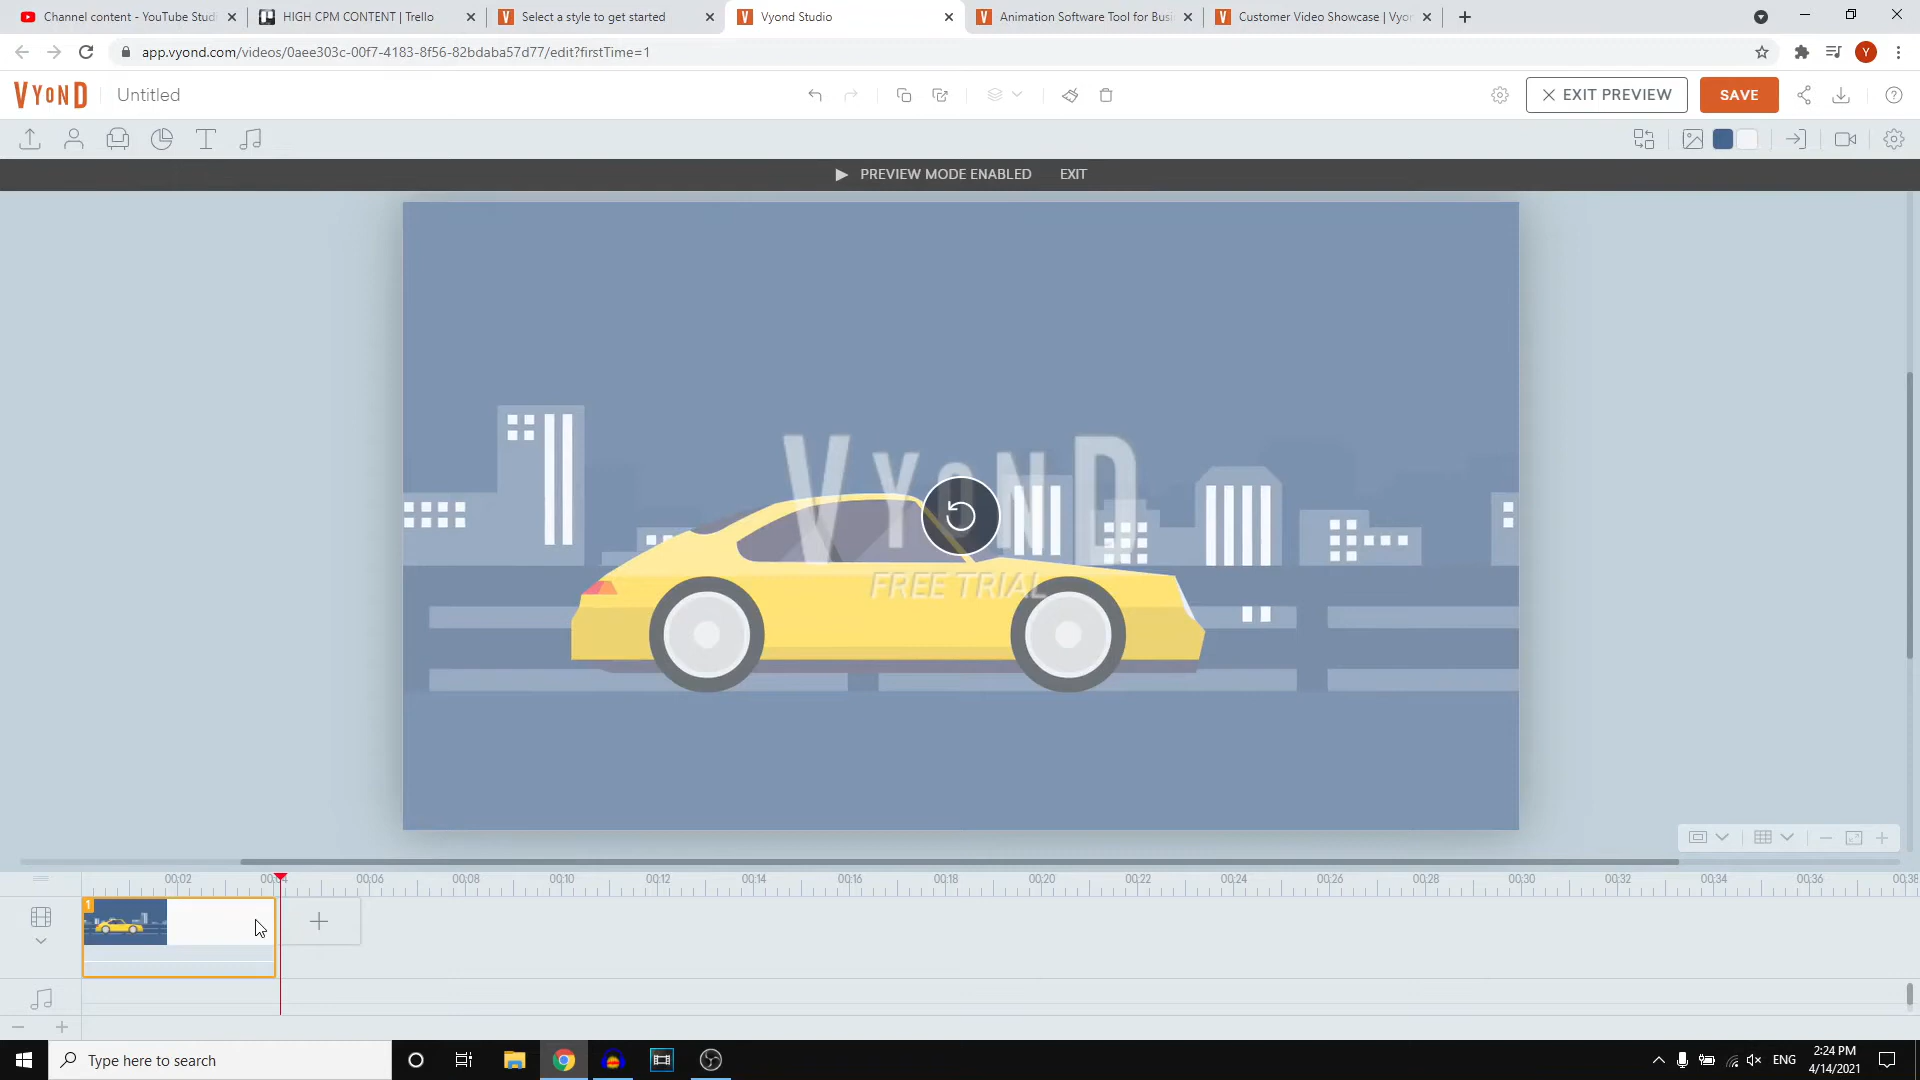 Channel content - YouTube Studi
HIGH CPM CONTENT | Trello
Select a style to get started
Vyond Studio
Animation Software Tool for Busi
Customer Video Showcase | Vyon
app.vyond.com/videos/0aee303c-00f7-4183-8f56-82bdaba57d77/edit?firstTime=1
Y
VYOND
Untitled
EXIT PREVIEW
SAVE
PREVIEW MODE ENABLED
EXIT
VYOND
FREE TRIAL
00:02
00:04
00:06
00:08
00:10
00:12
00:14
00:16
00:18
00:20
00:22
00:24
00:26
00:28
00:30
00:32
00:34
00:36
00:38
1
Type here to search
ENG
2:24 PM
4/14/2021